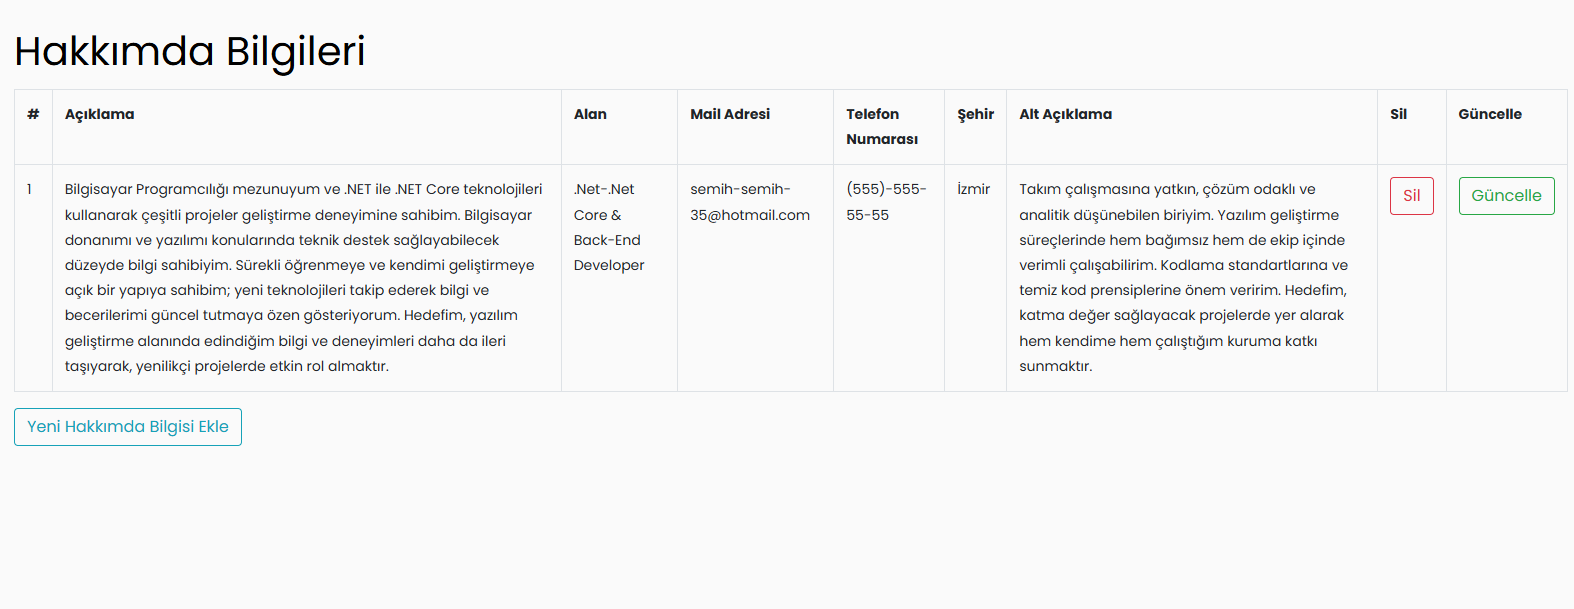 Hakkımda Bilgileri
# Açıklama Alan Mail Adresi Telefon Numarası Şehir Alt Açıklama Sil Güncelle
1
Bilgisayar Programcılığı mezunuyum ve .NET ile .NET Core teknolojileri
kullanarak çeşitli projeler geliştirme deneyimine sahibim. Bilgisayar
donanımı ve yazılımı konularında teknik destek sağlayabilecek
düzeyde bilgi sahibiyim. Sürekli öğrenmeye ve kendimi geliştirmeye
açık bir yapıya sahibim; yeni teknolojileri takip ederek bilgi ve
becerilerimi güncel tutmaya özen gösteriyorum. Hedefim, yazılım
geliştirme alanında edindiğim bilgi ve deneyimleri daha da ileri
taşıyarak, yenilikçi projelerde etkin rol almaktır.
.Net-.Net
Core &
Back-End
Developer
semih-semih-
35@hotmail.com
(555)-555-
55-55
İzmir
Takım çalışmasına yatkın, çözüm odaklı ve
analitik düşünebilen biriyim. Yazılım geliştirme
süreçlerinde hem bağımsız hem de ekip içinde
verimli çalışabilirim. Kodlama standartlarına ve
temiz kod prensiplerine önem veririm. Hedefim,
katma değer sağlayacak projelerde yer alarak
hem kendime hem çalıştığım kuruma katkı
sunmaktır.
Sil
Güncelle
Yeni Hakkımda Bilgisi Ekle